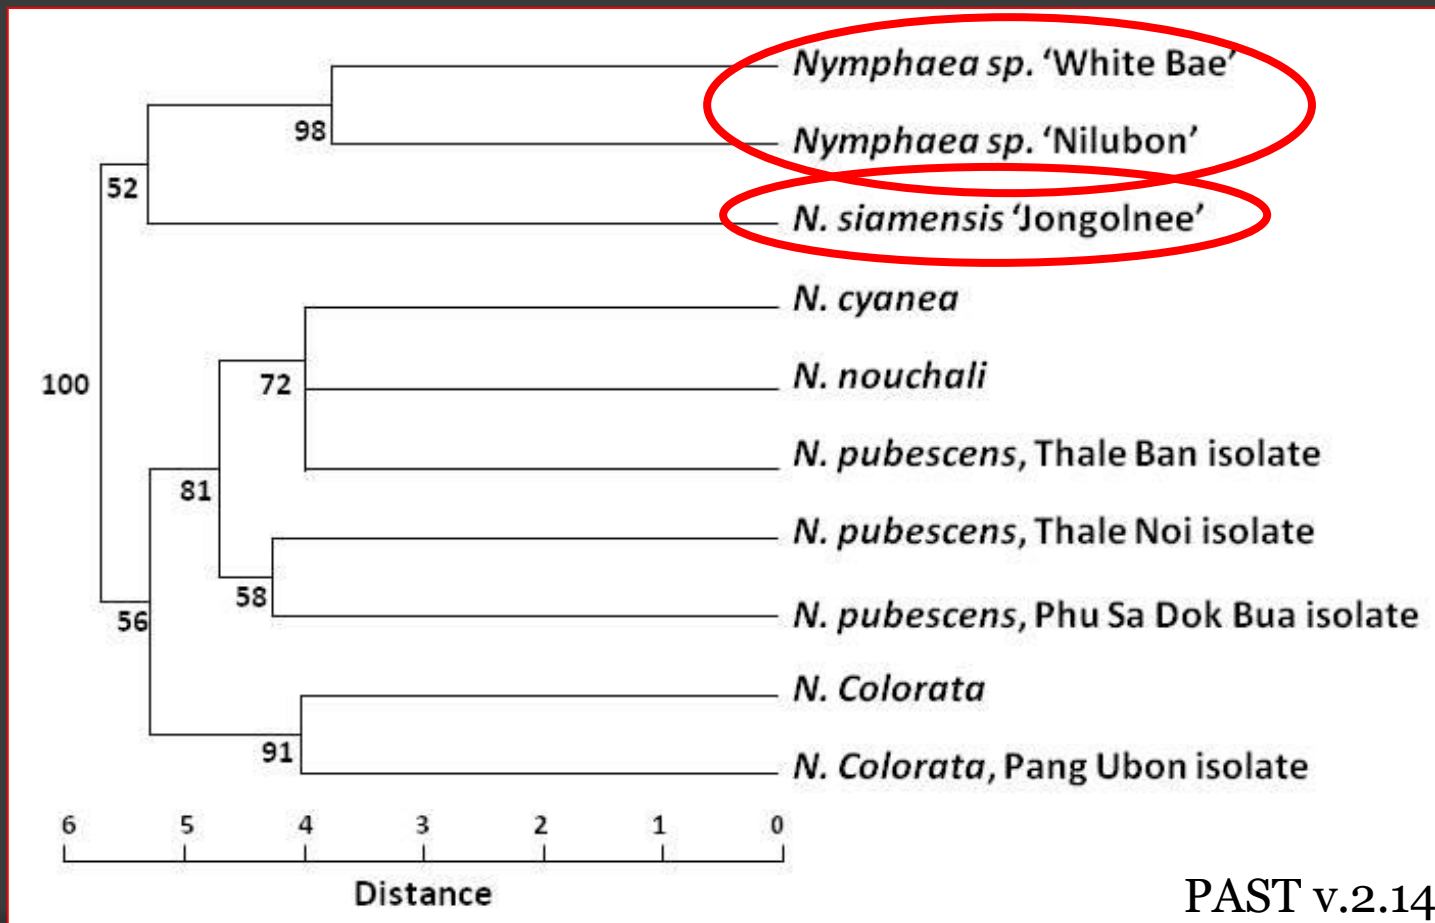 Nymphaea sp. ‘White Bae’
98
Nymphaea sp. ‘Nilubon’
52
N. siamensis ‘Jongolnee’
N. cyanea
100
72
N. nouchali
N. pubescens, Thale Ban isolate
81
N. pubescens, Thale Noi isolate
58
N. pubescens, Phu Sa Dok Bua isolate
56
N. Colorata
91
N. Colorata, Pang Ubon isolate
6 5 4 3 2 1 0
Distance
PAST v.2.14